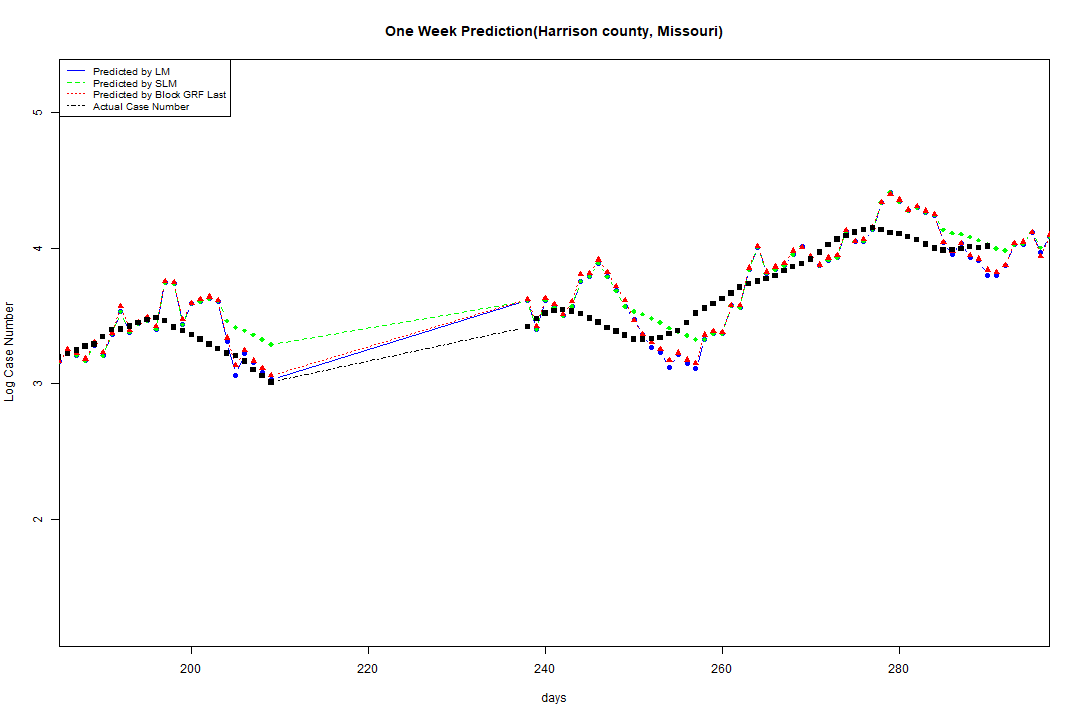 One Week Prediction(Harrison county, Missouri)
Predicted by LM
Predicted by SLM
Predicted by Block GRF Last
Actual Case Number
5
4
3
2
Log Case Number
200 220 240 260 280
days